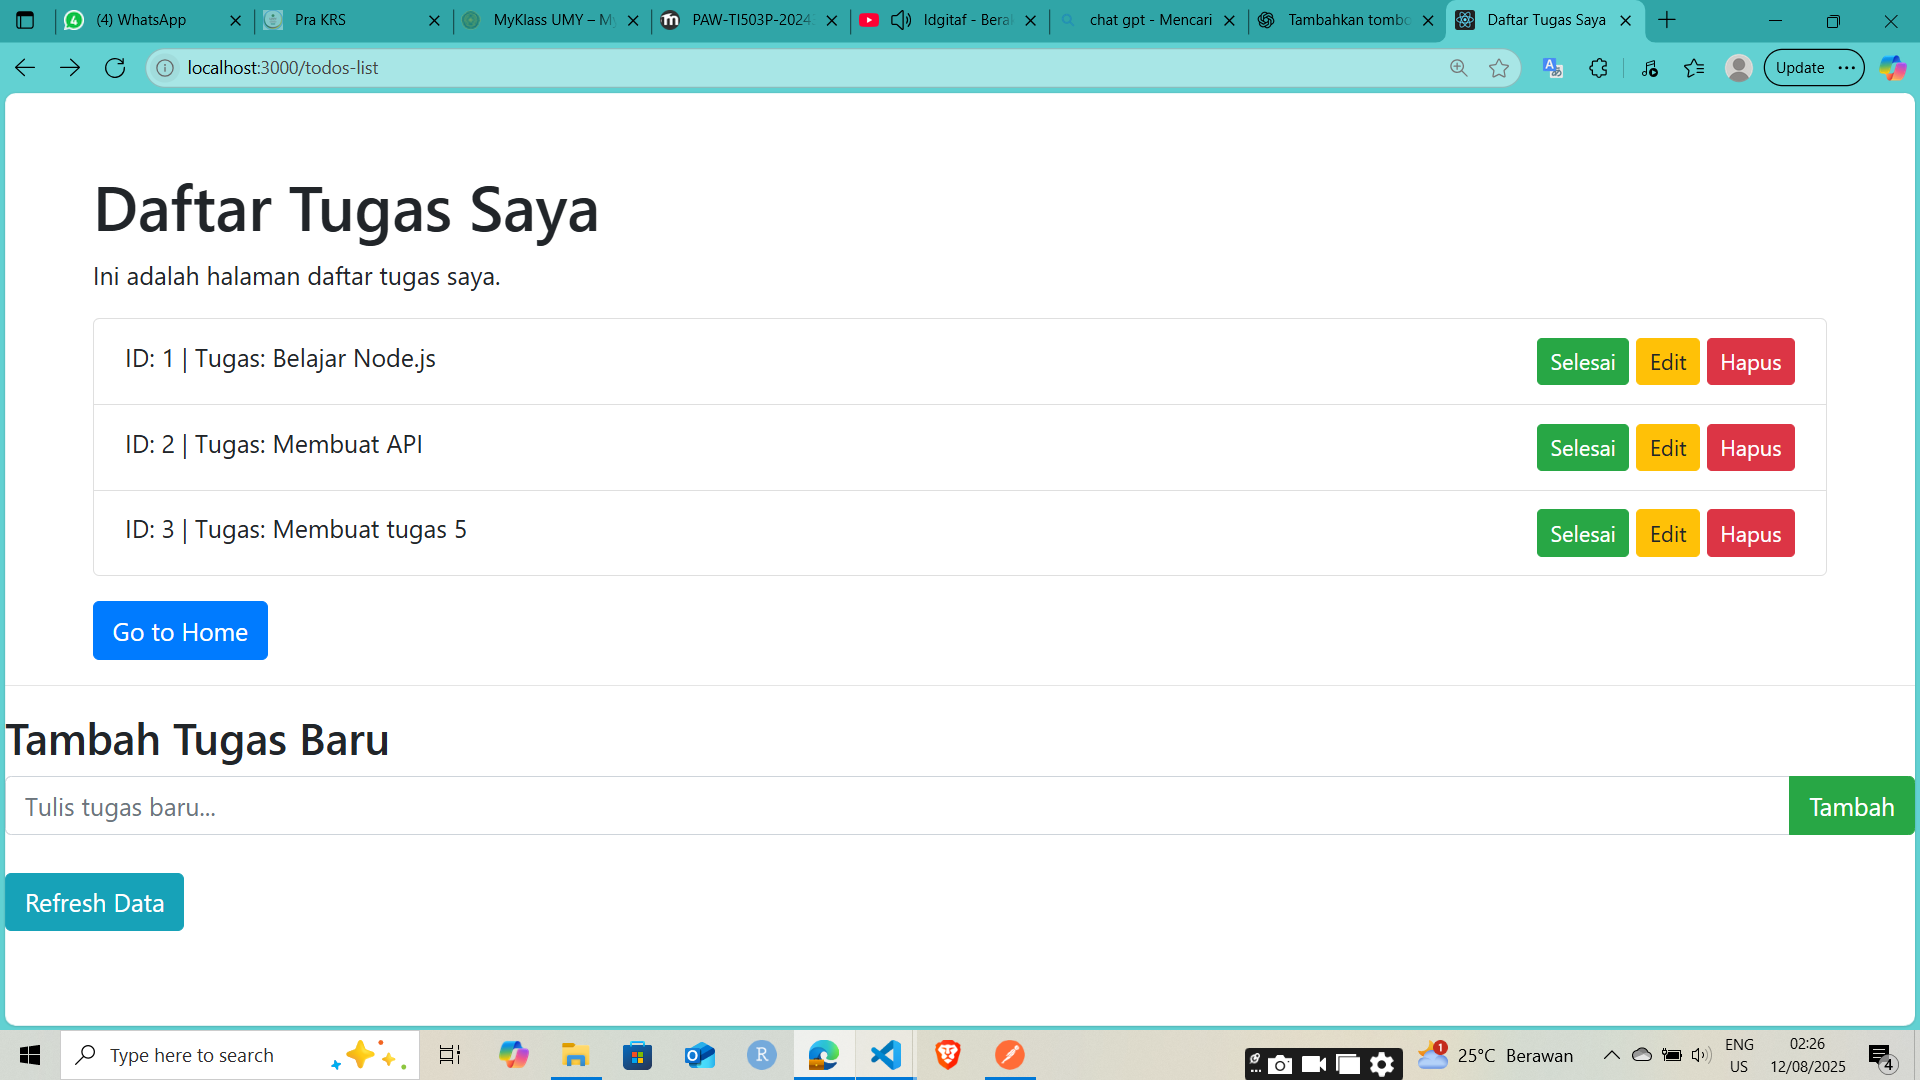 (4) WhatsApp
Pra KRS
MyKlass UMY – My
PAW-TI503P-2024
Idgitaf - Beral
chat gpt - Mencari
Tambahkan tombo
Daftar Tugas Saya
localhost:3000/todos-list
Update
Daftar Tugas Saya
Ini adalah halaman daftar tugas saya.
ID: 1 | Tugas: Belajar Node.js
Selesai Edit Hapus
ID: 2 | Tugas: Membuat API
Selesai Edit Hapus
ID: 3 | Tugas: Membuat tugas 5
Selesai Edit Hapus
Go to Home
Tambah Tugas Baru
Tulis tugas baru...
Tambah
Refresh Data
Type here to search
R
1
25°C Berawan
ENG
US
02:26
12/08/2025
4